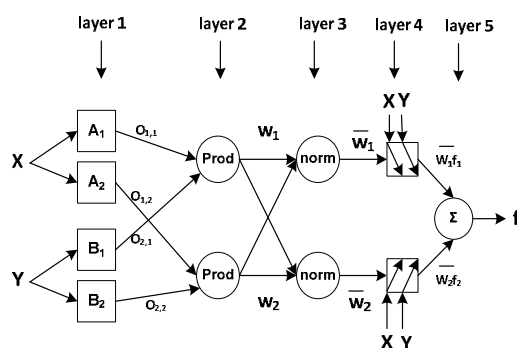 layer 1 layer 2 layer 3 layer 4 layer 5
X Y
A₁ O₁,₁ Prod W₁ norm w̅₁ w̅₁f₁
X
A₂ O₁,₂
Σ f
B₁ O₂,₁
Y
B₂ O₂,₂ Prod W₂ norm w̅₂ w̅₂f₂
X Y